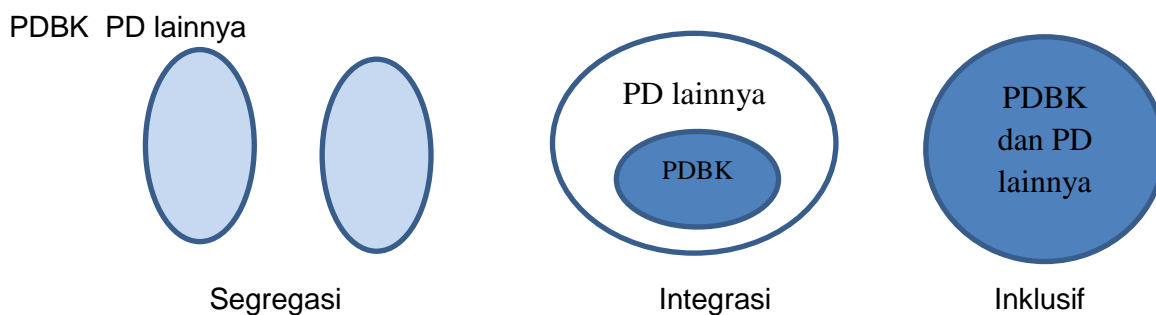 PDBK PD lainnya
PD lainnya
PDBK
PDBK
dan PD
lainnya
Segregasi
Integrasi
Inklusif